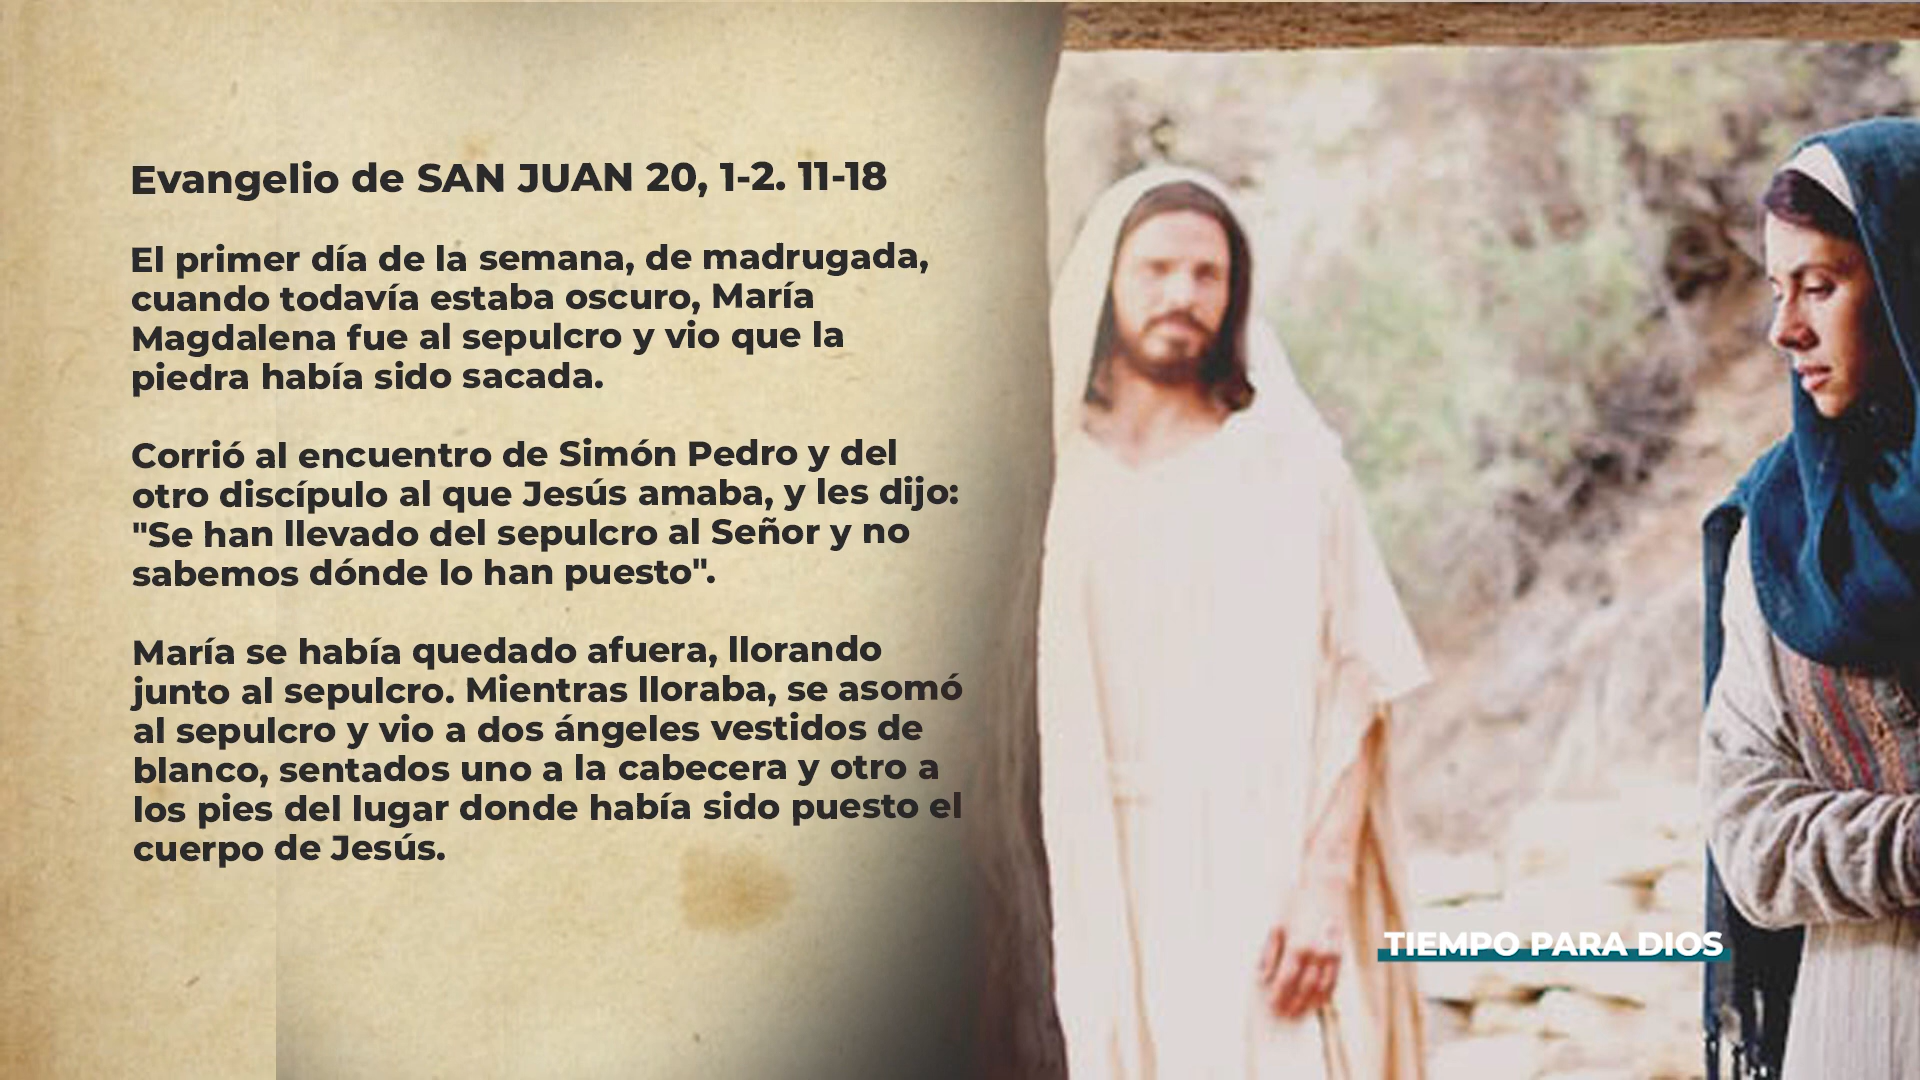 Evangelio de SAN JUAN 20, 1-2. 11-18
El primer día de la semana, de madrugada,
cuando todavía estaba oscuro, María
Magdalena fue al sepulcro y vio que la
piedra había sido sacada.
Corrió al encuentro de Simón Pedro y del
otro discípulo al que Jesús amaba, y les dijo:
"Se han llevado del sepulcro al Señor y no
sabemos dónde lo han puesto".
María se había quedado afuera, llorando
junto al sepulcro. Mientras lloraba, se asomó
al sepulcro y vio a dos ángeles vestidos de
blanco, sentados uno a la cabecera y otro a
los pies del lugar donde había sido puesto el
cuerpo de Jesús.
TIEMPO PARA DIOS